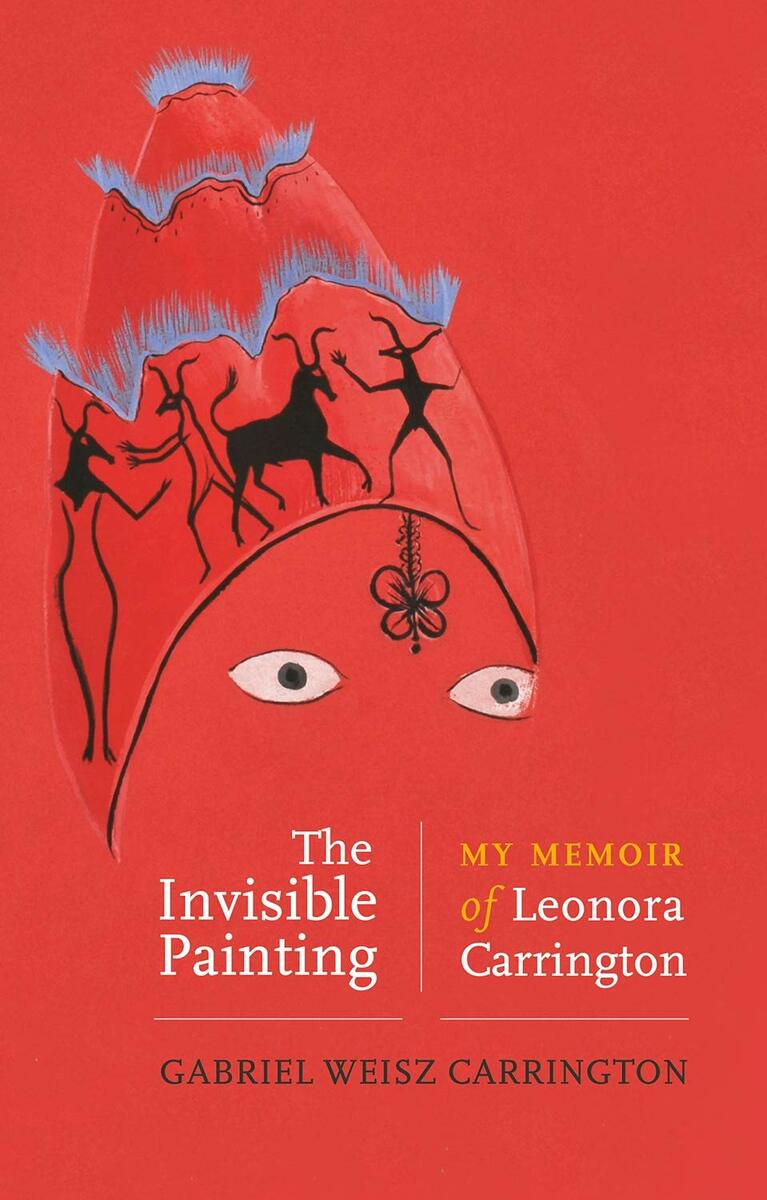 The
Invisible
Painting
MY MEMOIR
of Leonora
Carrington
GABRIEL WEISZ CARRINGTON